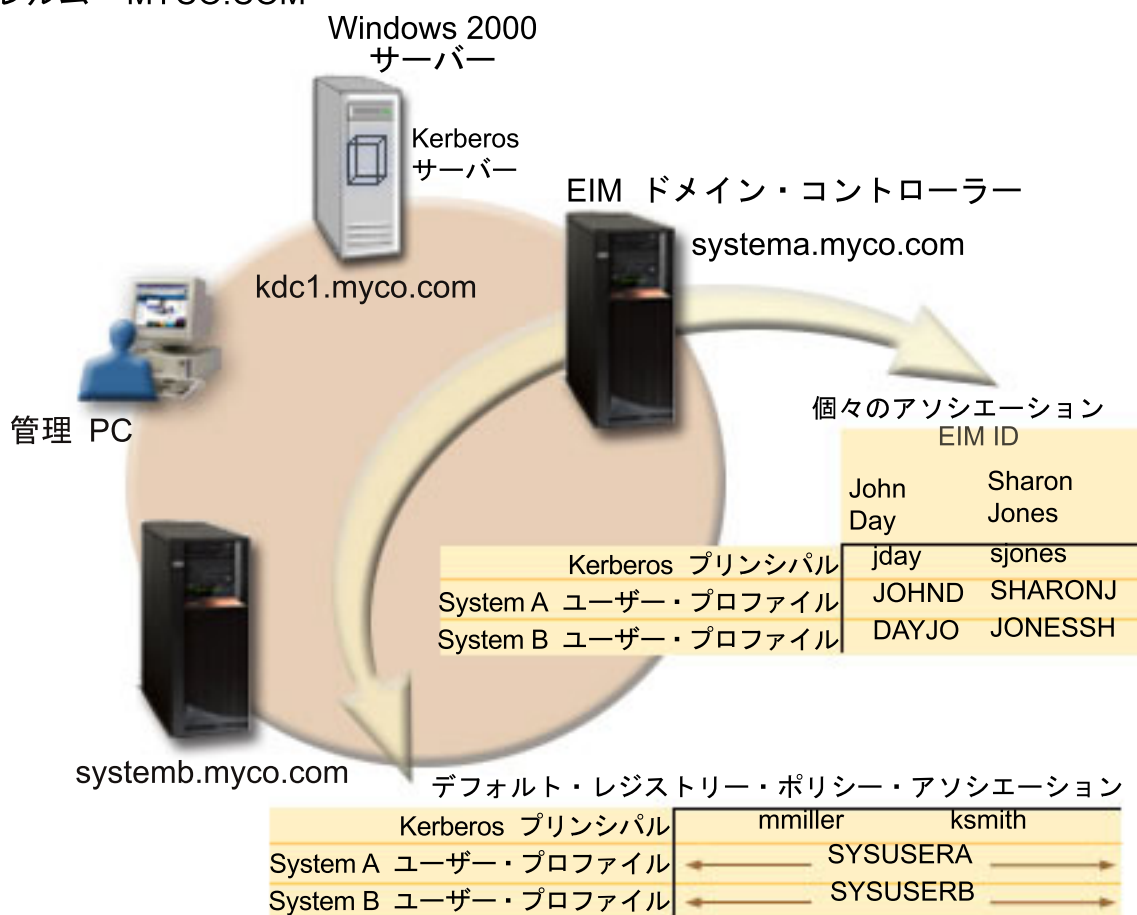 MYCO.COM
Windows 2000
サーバー
Kerberos
サーバー
kdc1.myco.com
EIM ドメイン・コントローラー
systema.myco.com
管理 PC
個々のアソシエーション
EIM ID
John Sharon
Day Jones
Kerberos プリンシパル jday sjones
System A ユーザー・プロファイル JOHND SHARONJ
System B ユーザー・プロファイル DAYJO JONESSH
systemb.myco.com
デフォルト・レジストリー・ポリシー・アソシエーション
Kerberos プリンシパル mmiller ksmith
System A ユーザー・プロファイル SYSUSERA
System B ユーザー・プロファイル SYSUSERB